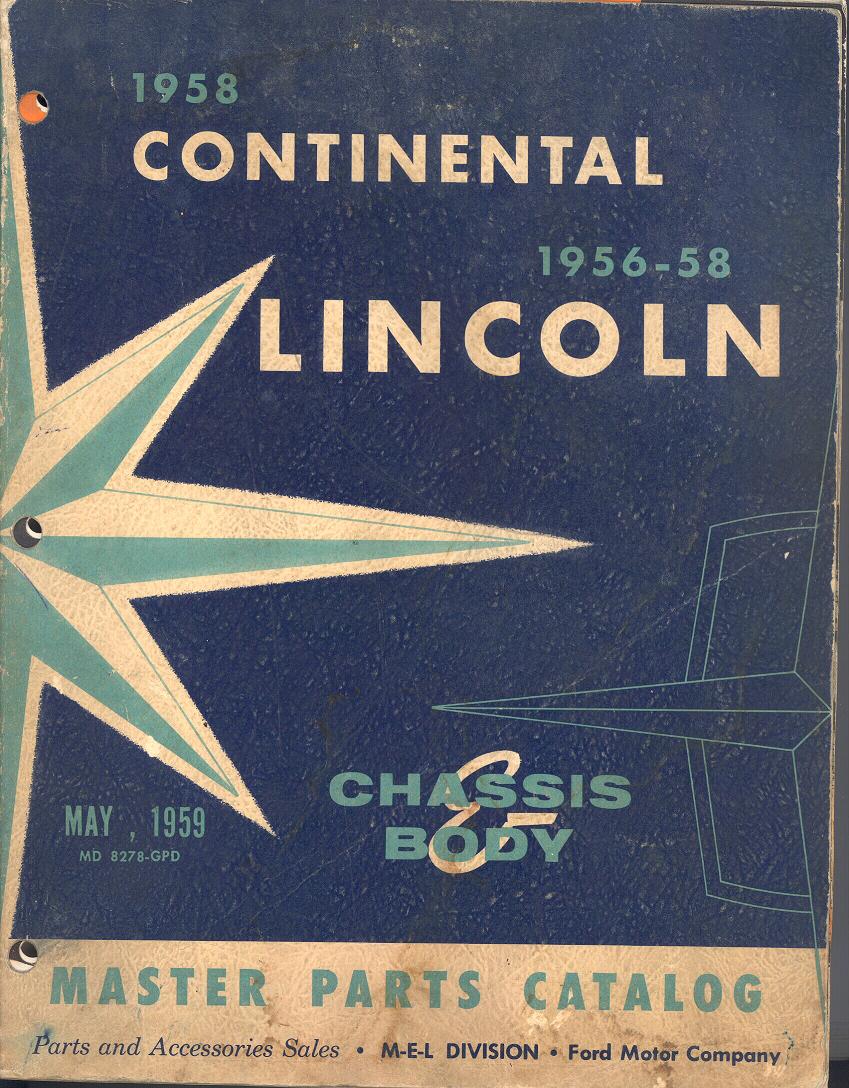 1958
CONTINENTAL
1956-58
LINCOLN
CHASSIS
&
BODY
MAY , 1959
MD 8278-GPD
MASTER PARTS CATALOG
Parts and Accessories Sales • M-E-L DIVISION • Ford Motor Company